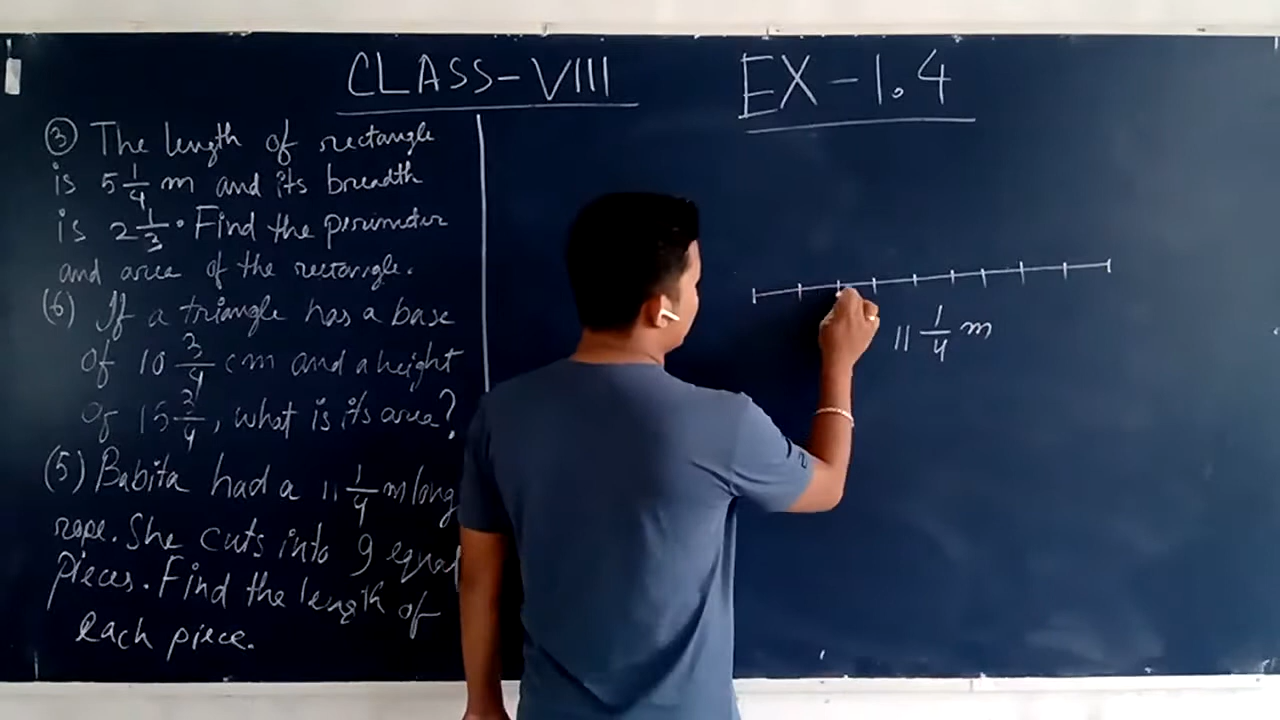 CLASS-VIII
EX-1.4
③ The length of rectangle
is 5 1/4 m and its breadth
is 2 1/3. Find the perimeter
and area of the rectangle.
(6) If a triangle has a base
of 10 3/4 cm and a height
of 15 3/4, what is its area?
(5) Babita had a 11 1/4 m long
rope. She cuts into 9 equal
pieces. Find the length of
each piece.
11 1/4 m